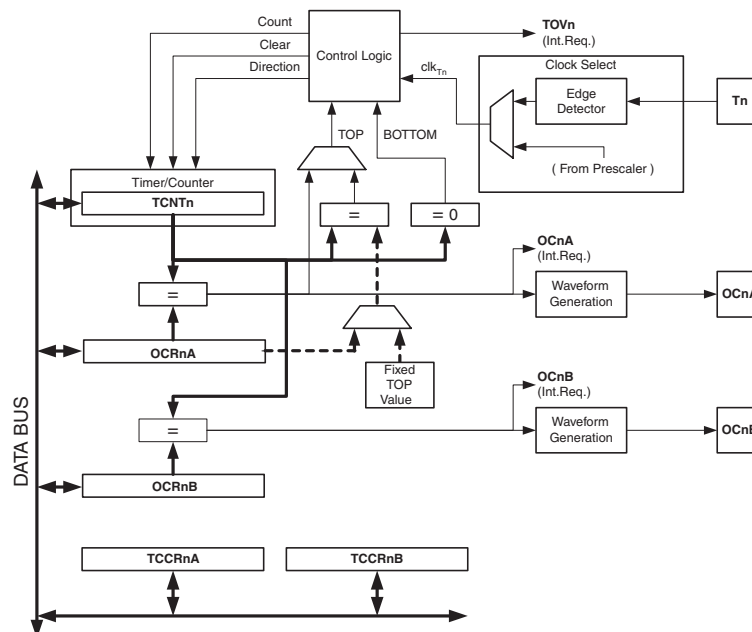 Count
Clear
Direction
Control Logic
TOVn
(Int.Req.)
Clock Select
clkTn
Edge
Detector
Tn
( From Prescaler )
TOP
BOTTOM
Timer/Counter
TCNTn
=
= 0
OCnA
(Int.Req.)
=
Waveform
Generation
OCnA
OCRnA
Fixed
TOP
Value
OCnB
(Int.Req.)
=
Waveform
Generation
OCnB
OCRnB
DATA BUS
TCCRnA
TCCRnB